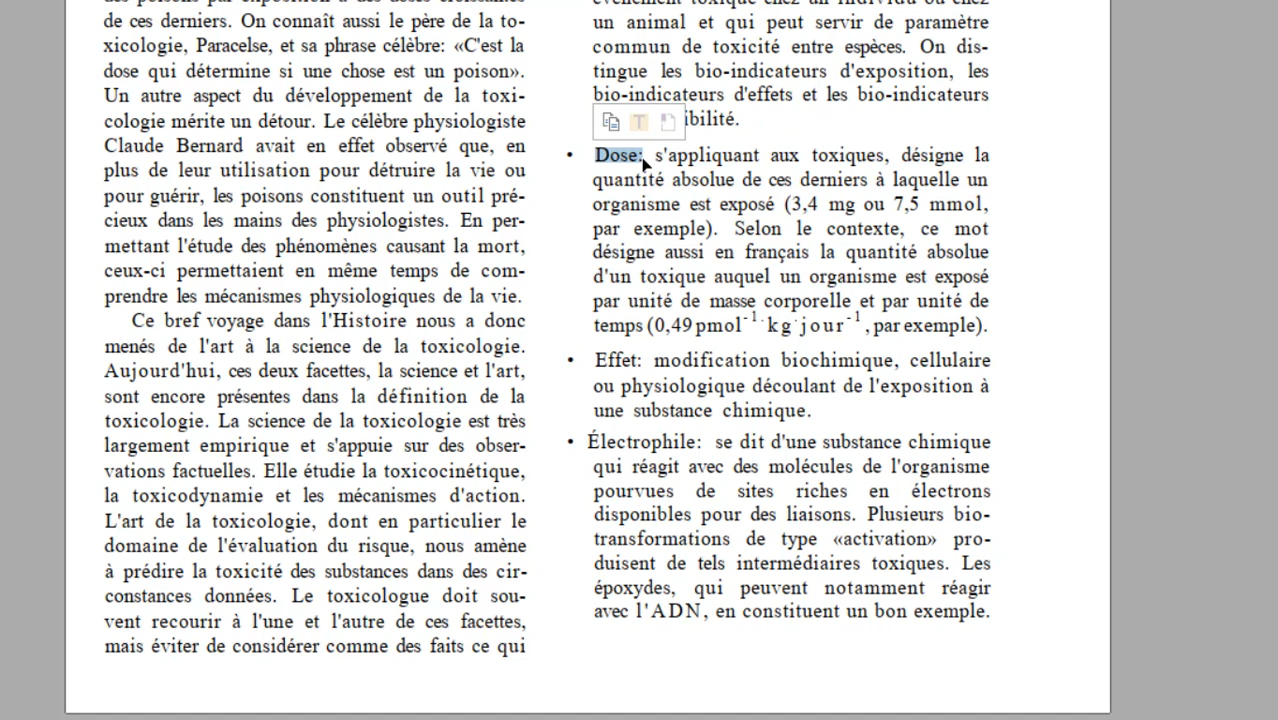 des poisons par exposition à des doses croissantes
de ces derniers. On connaît aussi le père de la to-
xicologie, Paracelse, et sa phrase célèbre: «C'est la
dose qui détermine si une chose est un poison».
Un autre aspect du développement de la toxi-
cologie mérite un détour. Le célèbre physiologiste
Claude Bernard avait en effet observé que, en
plus de leur utilisation pour détruire la vie ou
pour guérir, les poisons constituent un outil pré-
cieux dans les mains des physiologistes. En per-
mettant l'étude des phénomènes causant la mort,
ceux-ci permettaient en même temps de com-
prendre les mécanismes physiologiques de la vie.
Ce bref voyage dans l'Histoire nous a donc
menés de l'art à la science de la toxicologie.
Aujourd'hui, ces deux facettes, la science et l'art,
sont encore présentes dans la définition de la
toxicologie. La science de la toxicologie est très
largement empirique et s'appuie sur des obser-
vations factuelles. Elle étudie la toxicocinétique,
la toxicodynamie et les mécanismes d'action.
L'art de la toxicologie, dont en particulier le
domaine de l'évaluation du risque, nous amène
à prédire la toxicité des substances dans des cir-
constances données. Le toxicologue doit sou-
vent recourir à l'une et l'autre de ces facettes,
mais éviter de considérer comme des faits ce qui
événement toxique chez un individu ou chez
un animal et qui peut servir de paramètre
commun de toxicité entre espèces. On dis-
tingue les bio-indicateurs d'exposition, les
bio-indicateurs d'effets et les bio-indicateurs
ibilité.
• Dose: s'appliquant aux toxiques, désigne la
quantité absolue de ces derniers à laquelle un
organisme est exposé (3,4 mg ou 7,5 mmol,
par exemple). Selon le contexte, ce mot
désigne aussi en français la quantité absolue
d'un toxique auquel un organisme est exposé
par unité de masse corporelle et par unité de
temps (0,49 pmol⁻¹·kg·jour⁻¹, par exemple).
• Effet: modification biochimique, cellulaire
ou physiologique découlant de l'exposition à
une substance chimique.
• Électrophile: se dit d'une substance chimique
qui réagit avec des molécules de l'organisme
pourvues de sites riches en électrons
disponibles pour des liaisons. Plusieurs bio-
transformations de type «activation» pro-
duisent de tels intermédiaires toxiques. Les
époxydes, qui peuvent notamment réagir
avec l'ADN, en constituent un bon exemple.